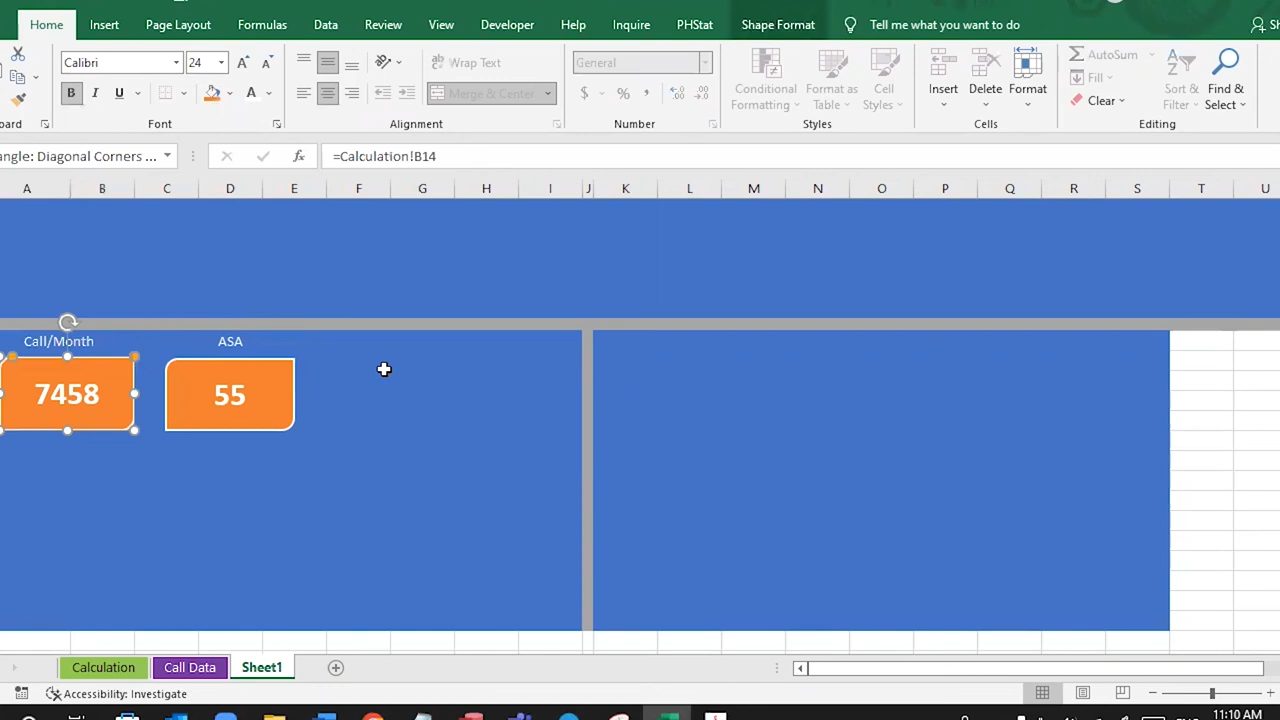 Home Insert Page Layout Formulas Data Review View Developer Help Inquire PHStat Shape Format Tell me what you want to do
Calibri 24 Wrap Text General AutoSum
Fill
B I U A Merge & Center $ % Conditional Formatting Format as Table Cell Styles Insert Delete Format Clear Sort & Filter Find & Select
Font Alignment Number Styles Cells Editing
angle: Diagonal Corners ... fx =Calculation!B14
A B C D E F G H I J K L M N O P Q R S T U
Call/Month ASA
7458 55
Calculation Call Data Sheet1
Accessibility: Investigate
11:10 AM